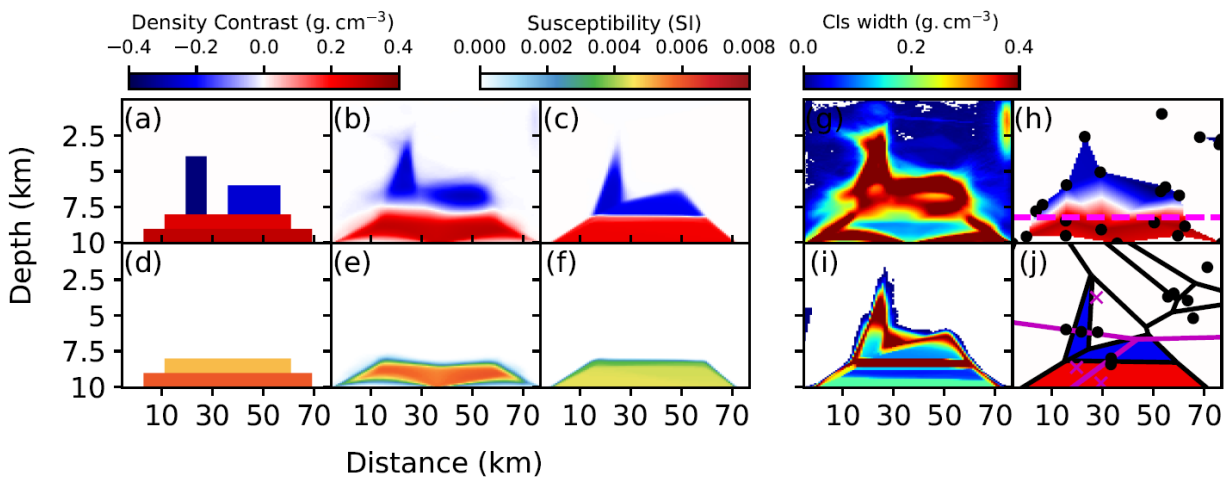 Density Contrast (g.cm⁻³) Susceptibility (SI) CIs width (g.cm⁻³)
−0.4 −0.2 0.0 0.2 0.4 0.000 0.002 0.004 0.006 0.008 0.0 0.2 0.4
(a) (b) (c) (g) (h)
2.5
5
7.5
10
(d) (e) (f) (i) (j)
2.5
5
7.5
10
10 30 50 70 10 30 50 70 10 30 50 70 10 30 50 70 10 30 50 70
Depth (km)
Distance (km)